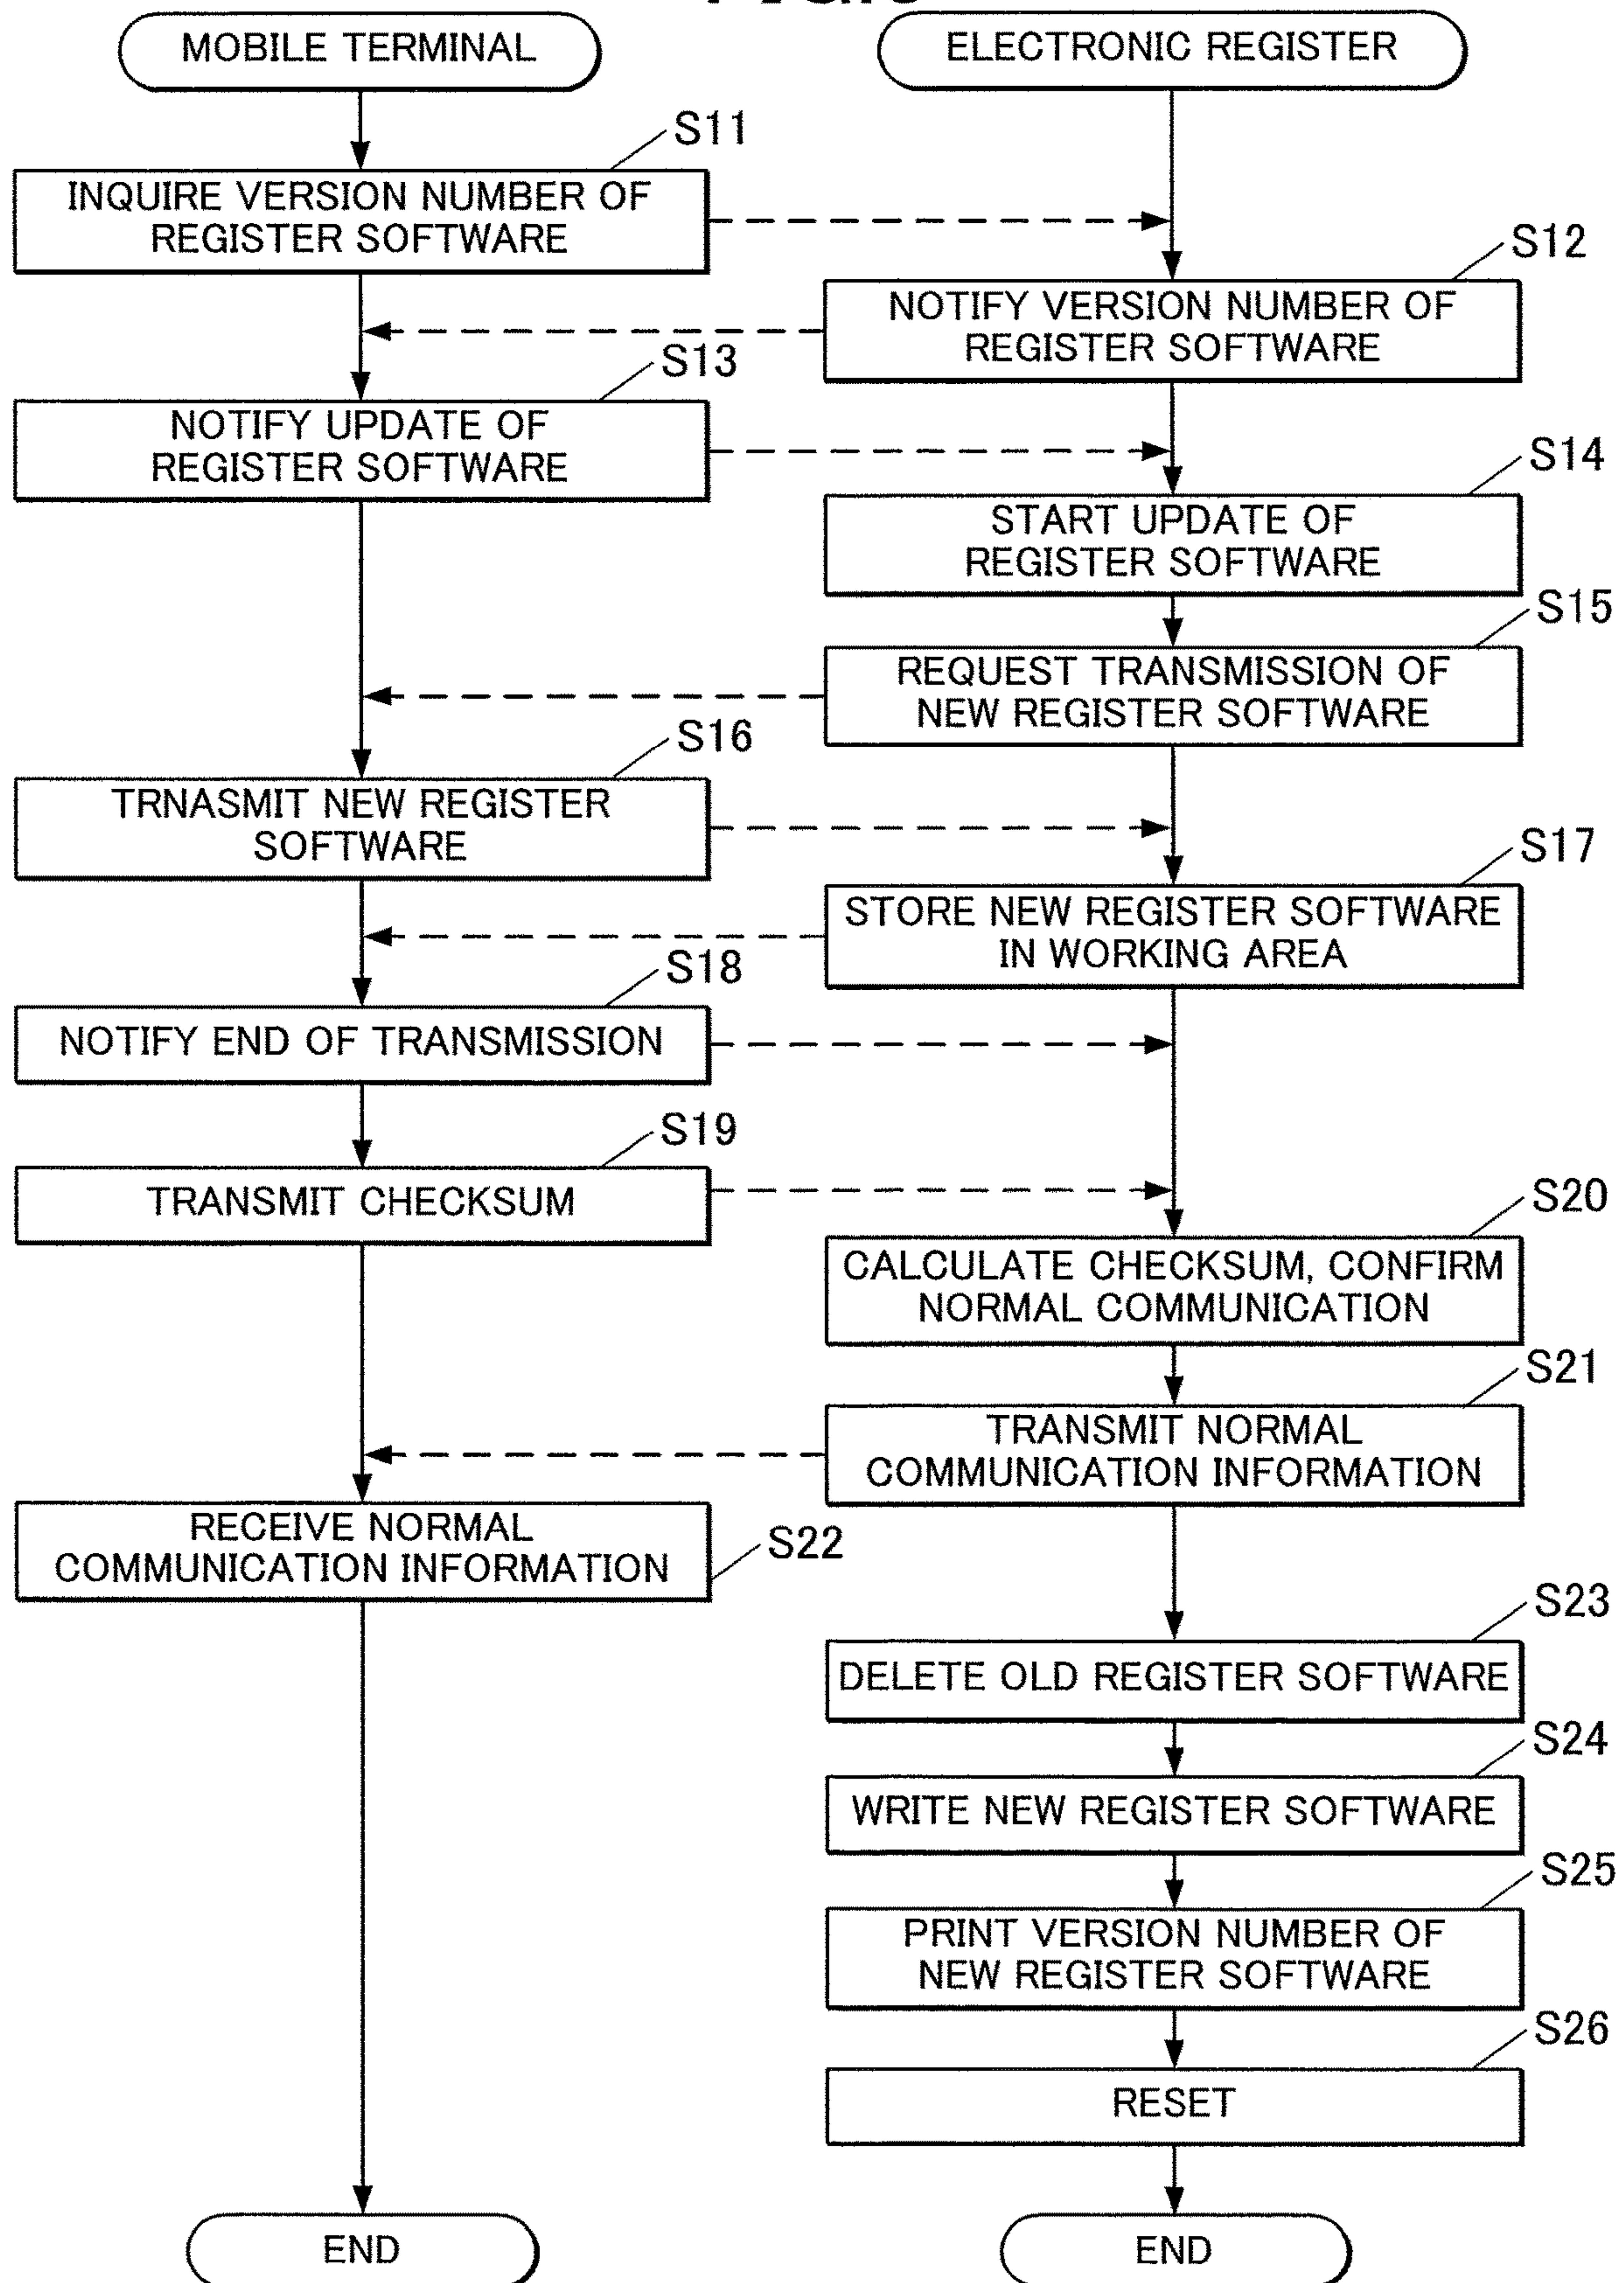 MOBILE TERMINAL
ELECTRONIC REGISTER
S11
INQUIRE VERSION NUMBER OF
REGISTER SOFTWARE
S12
NOTIFY VERSION NUMBER OF
REGISTER SOFTWARE
S13
NOTIFY UPDATE OF
REGISTER SOFTWARE
S14
START UPDATE OF
REGISTER SOFTWARE
S15
REQUEST TRANSMISSION OF
NEW REGISTER SOFTWARE
S16
TRNASMIT NEW REGISTER
SOFTWARE
S17
STORE NEW REGISTER SOFTWARE
IN WORKING AREA
S18
NOTIFY END OF TRANSMISSION
S19
TRANSMIT CHECKSUM
S20
CALCULATE CHECKSUM, CONFIRM
NORMAL COMMUNICATION
S21
TRANSMIT NORMAL
COMMUNICATION INFORMATION
RECEIVE NORMAL
COMMUNICATION INFORMATION
S22
S23
DELETE OLD REGISTER SOFTWARE
S24
WRITE NEW REGISTER SOFTWARE
S25
PRINT VERSION NUMBER OF
NEW REGISTER SOFTWARE
S26
RESET
END
END